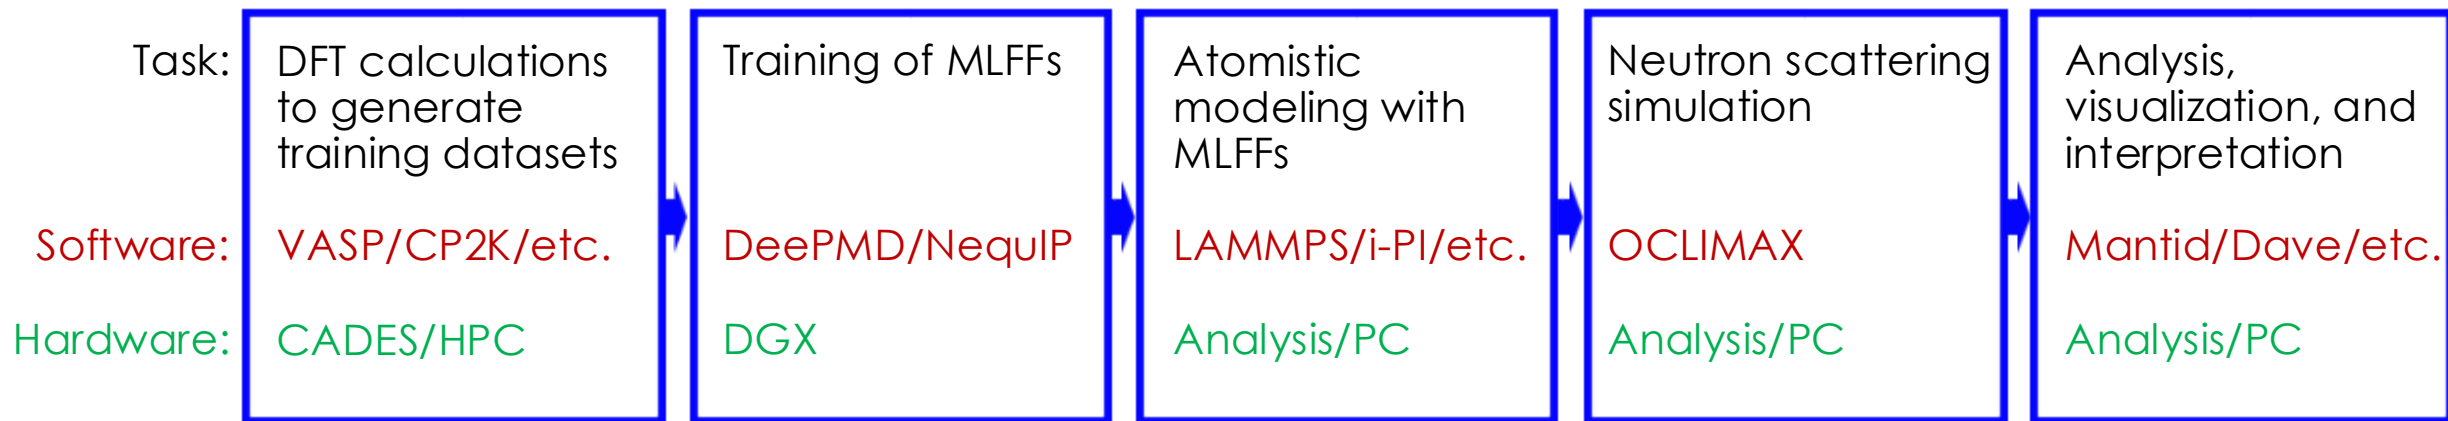 Task:
DFT calculations
to generate
training datasets
Training of MLFFs
Atomistic
modeling with
MLFFs
Neutron scattering
simulation
Analysis,
visualization, and
interpretation
Software:
VASP/CP2K/etc.
DeePMD/NequIP
LAMMPS/i-PI/etc.
OCLIMAX
Mantid/Dave/etc.
Hardware:
CADES/HPC
DGX
Analysis/PC
Analysis/PC
Analysis/PC